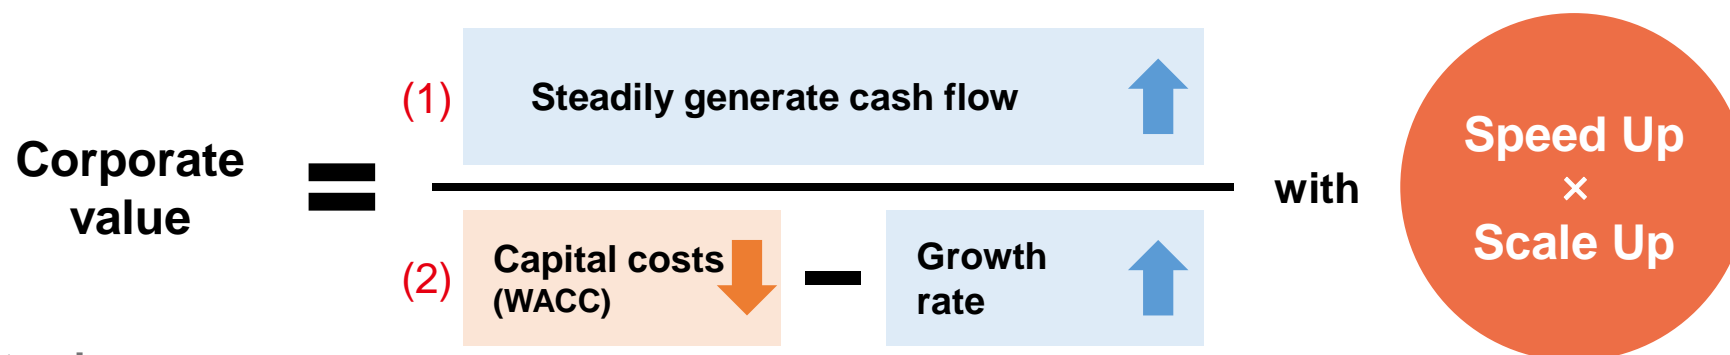 Corporate
value
=
(1)
Steadily generate cash flow
(2)
Capital costs
(WACC)
−
Growth
rate
with
Speed Up
×
Scale Up